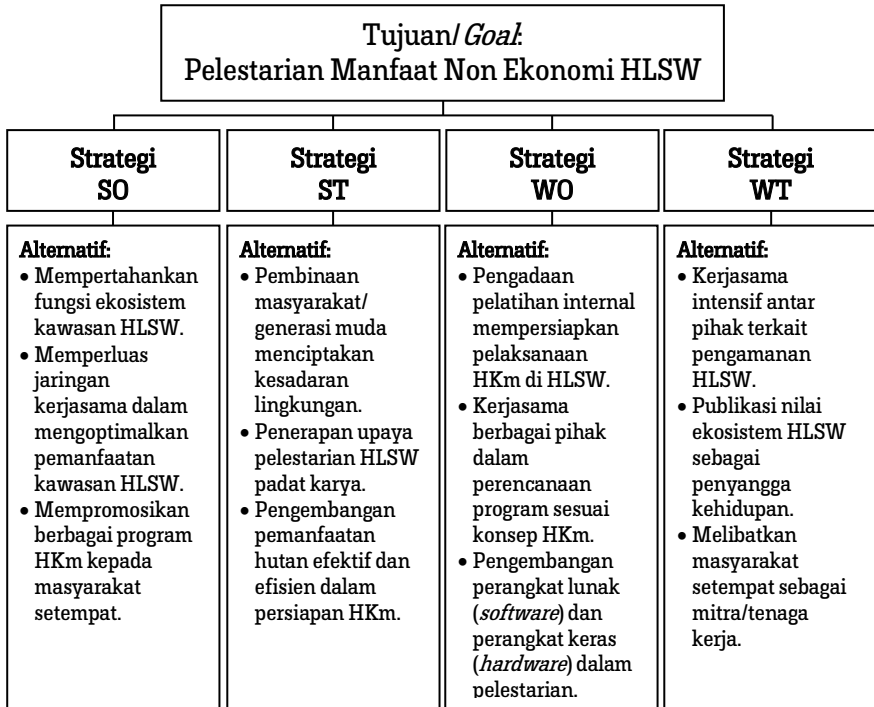 Tujuan/ Goal:
Pelestarian Manfaat Non Ekonomi HLSW
Strategi
SO
Strategi
ST
Strategi
WO
Strategi
WT
Alternatif:
• Mempertahankan
fungsi ekosistem
kawasan HLSW.
• Memperluas
jaringan
kerjasama dalam
mengoptimalkan
pemanfaatan
kawasan HLSW.
• Mempromosikan
berbagai program
HKm kepada
masyarakat
setempat.
Alternatif:
• Pembinaan
masyarakat/
generasi muda
menciptakan
kesadaran
lingkungan.
• Penerapan upaya
pelestarian HLSW
padat karya.
• Pengembangan
pemanfaatan
hutan efektif dan
efisien dalam
persiapan HKm.
Alternatif:
• Pengadaan
pelatihan internal
mempersiapkan
pelaksanaan
HKm di HLSW.
• Kerjasama
berbagai pihak
dalam
perencanaan
program sesuai
konsep HKm.
• Pengembangan
perangkat lunak
(software) dan
perangkat keras
(hardware) dalam
pelestarian.
Alternatif:
• Kerjasama
intensif antar
pihak terkait
pengamanan
HLSW.
• Publikasi nilai
ekosistem HLSW
sebagai
penyangga
kehidupan.
• Melibatkan
masyarakat
setempat sebagai
mitra/tenaga
kerja.